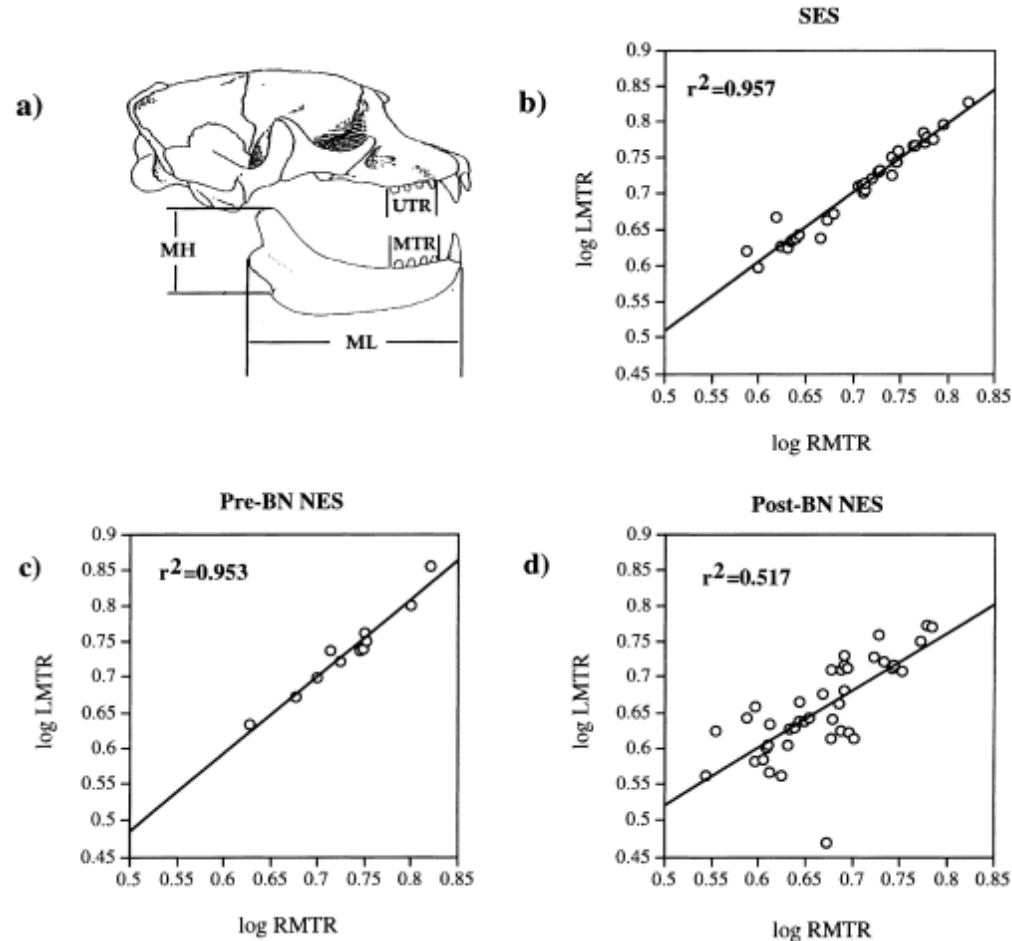 a)
UTR
MTR
MH
ML
SES
b)
r²=0.957
0.9
0.85
0.8
0.75
0.7
0.65
0.6
0.55
0.5
0.45
log LMTR
0.5 0.55 0.6 0.65 0.7 0.75 0.8 0.85
log RMTR
Pre-BN NES
c)
r²=0.953
0.9
0.85
0.8
0.75
0.7
0.65
0.6
0.55
0.5
0.45
log LMTR
0.5 0.55 0.6 0.65 0.7 0.75 0.8 0.85
log RMTR
Post-BN NES
d)
r²=0.517
0.9
0.85
0.8
0.75
0.7
0.65
0.6
0.55
0.5
0.45
log LMTR
0.5 0.55 0.6 0.65 0.7 0.75 0.8 0.85
log RMTR